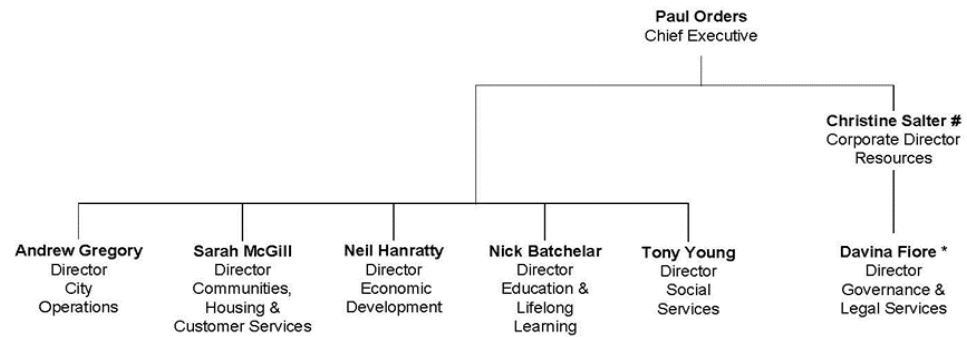 Paul Orders
Chief Executive
Christine Salter #
Corporate Director
Resources
Andrew Gregory
Director
City
Operations
Sarah McGill
Director
Communities,
Housing &
Customer Services
Neil Hanratty
Director
Economic
Development
Nick Batchelar
Director
Education &
Lifelong
Learning
Tony Young
Director
Social
Services
Davina Fiore *
Director
Governance &
Legal Services